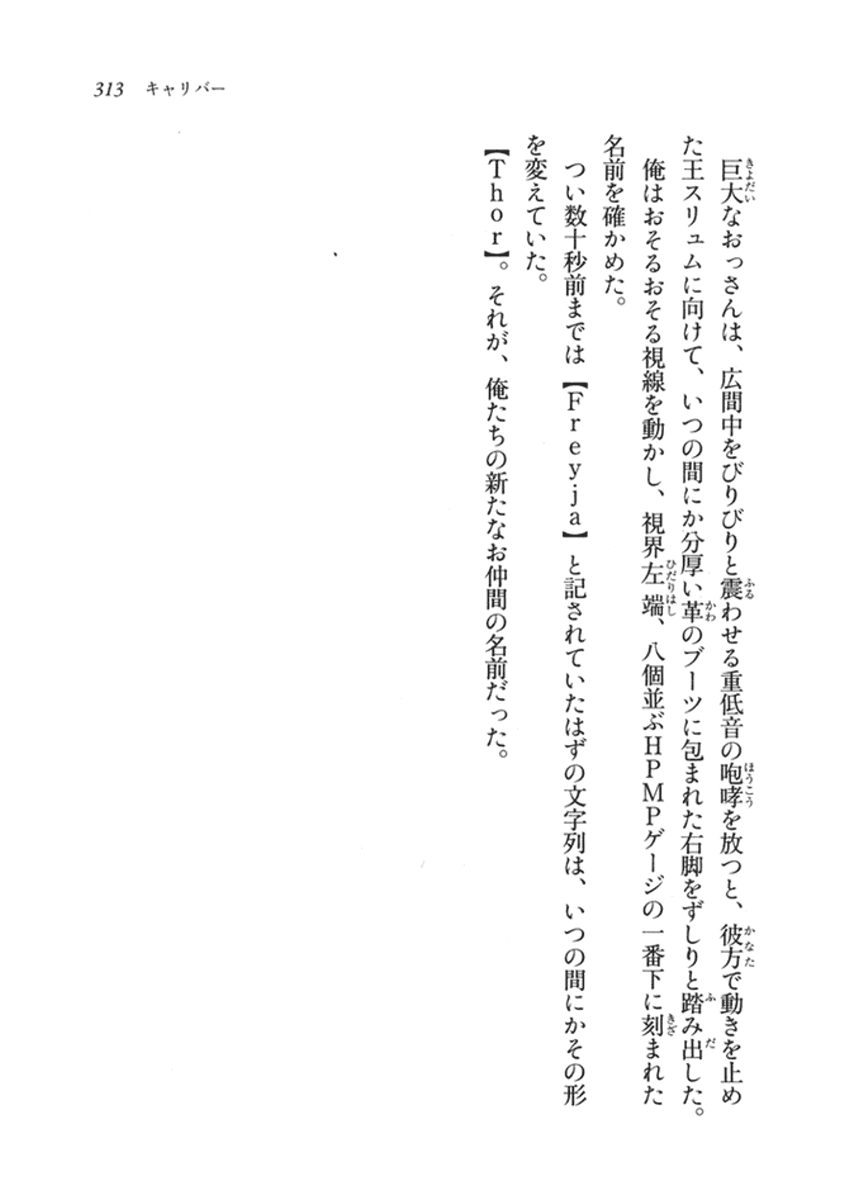 313 キャリバー
巨大なおっさんは、広間中をびりびりと震わせる重低音の咆哮を放つと、彼方で動きを止め
た王スリュムに向けて、いつの間にか分厚い革のブーツに包まれた右脚をずしりと踏み出した。
俺はおそるおそる視線を動かし、視界左端、八個並ぶHPMPゲージの一番下に刻まれた
名前を確かめた。
つい数十秒前までは【Freyja】と記されていたはずの文字列は、いつの間にかその形
を変えていた。
【Thor】。それが、俺たちの新たなお仲間の名前だった。